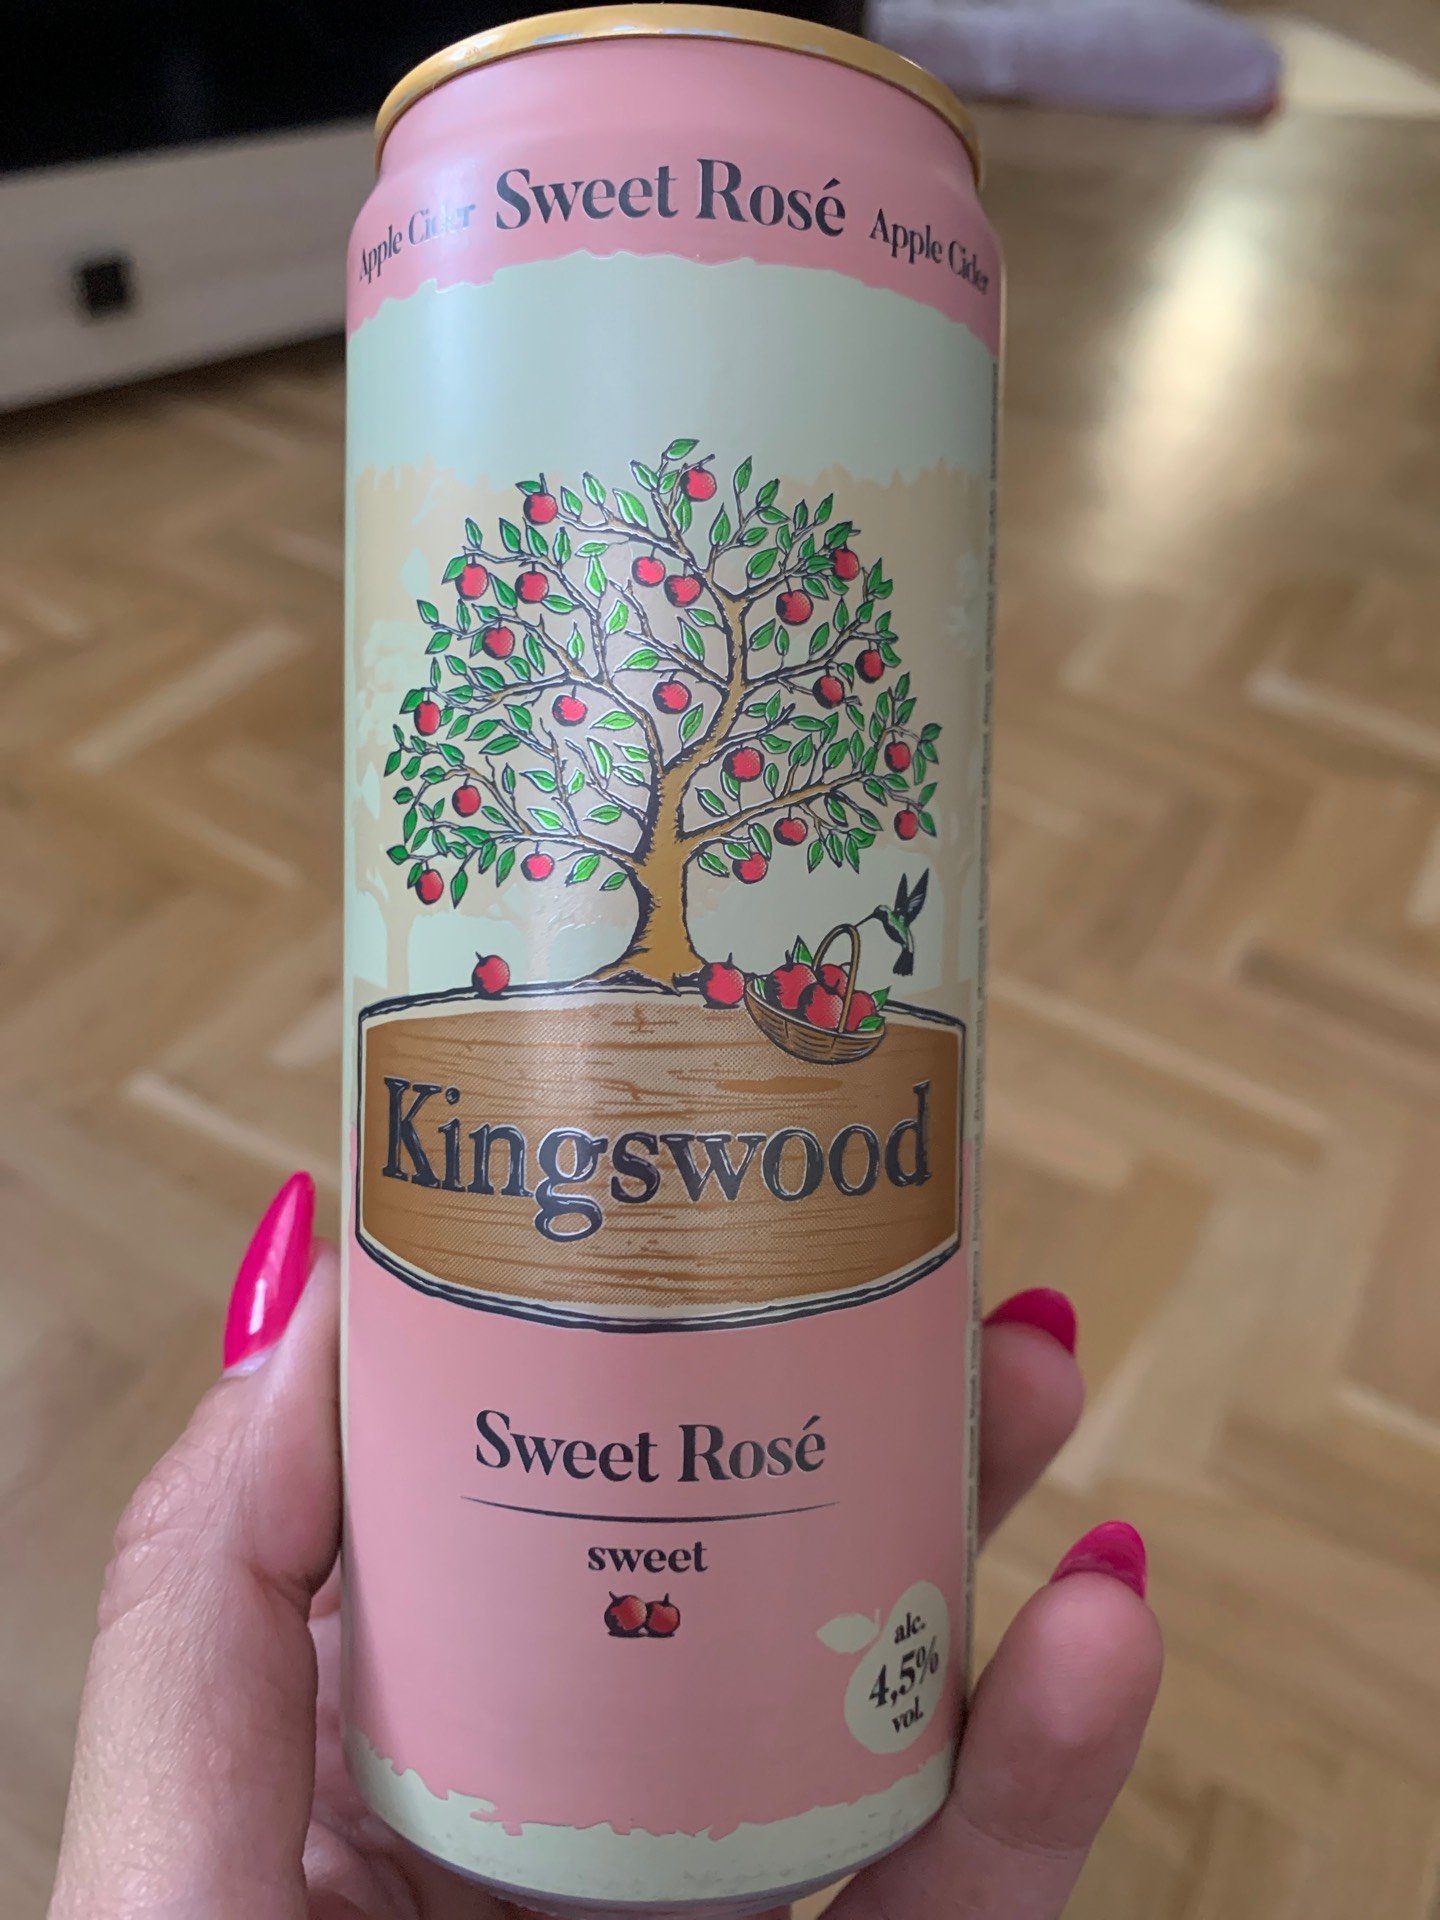 Apple Cider Sweet Rosé Apple Cider
Kingswood
Sweet Rosé
sweet
alc.
4,5%
vol.